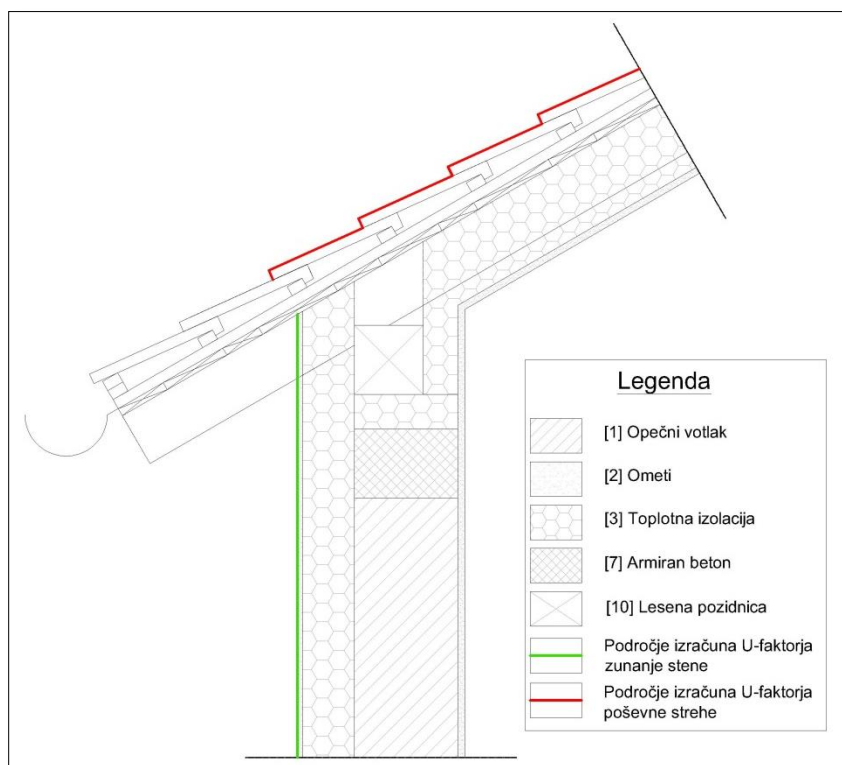 Legenda
[1] Opečni votlak
[2] Ometi
[3] Toplotna izolacija
[7] Armiran beton
[10] Lesena pozidnica
Področje izračuna U-faktorja
zunanje stene
Področje izračuna U-faktorja
poševne strehe